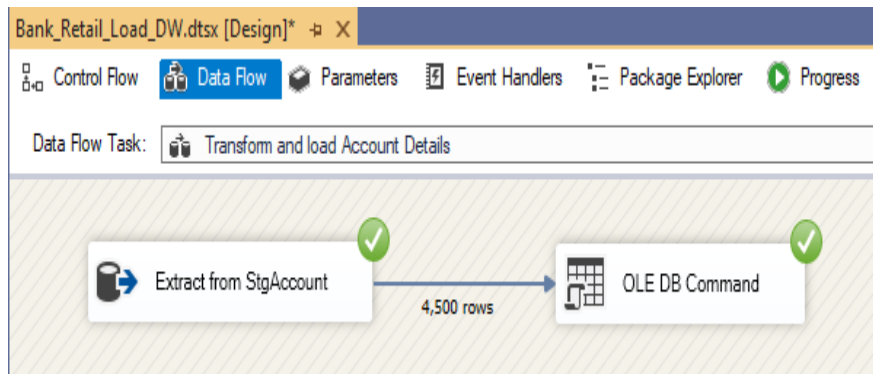 Bank_Retail_Load_DW.dtsx [Design]*
Control Flow Data Flow Parameters Event Handlers Package Explorer Progress
Data Flow Task: Transform and load Account Details
Extract from StgAccount OLE DB Command
4,500 rows